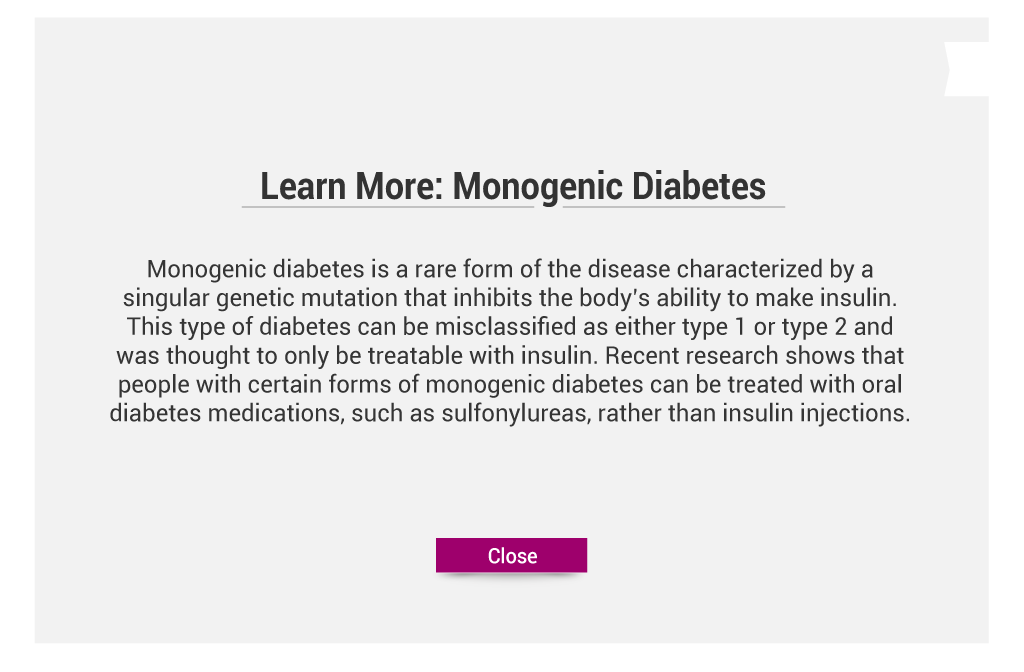 Learn More: Monogenic Diabetes
Monogenic diabetes is a rare form of the disease characterized by a
singular genetic mutation that inhibits the body's ability to make insulin.
This type of diabetes can be misclassified as either type 1 or type 2 and
was thought to only be treatable with insulin. Recent research shows that
people with certain forms of monogenic diabetes can be treated with oral
diabetes medications, such as sulfonylureas, rather than insulin injections.
Close